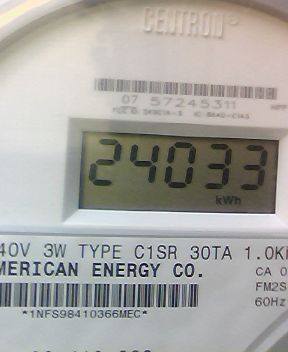 CENTRON®
07 57245311
24033
kWh
40V 3W TYPE C1SR 30TA 1.0K
MERICAN ENERGY CO.
CA 0
FM2S
60Hz
*1NFS98410366MEC*